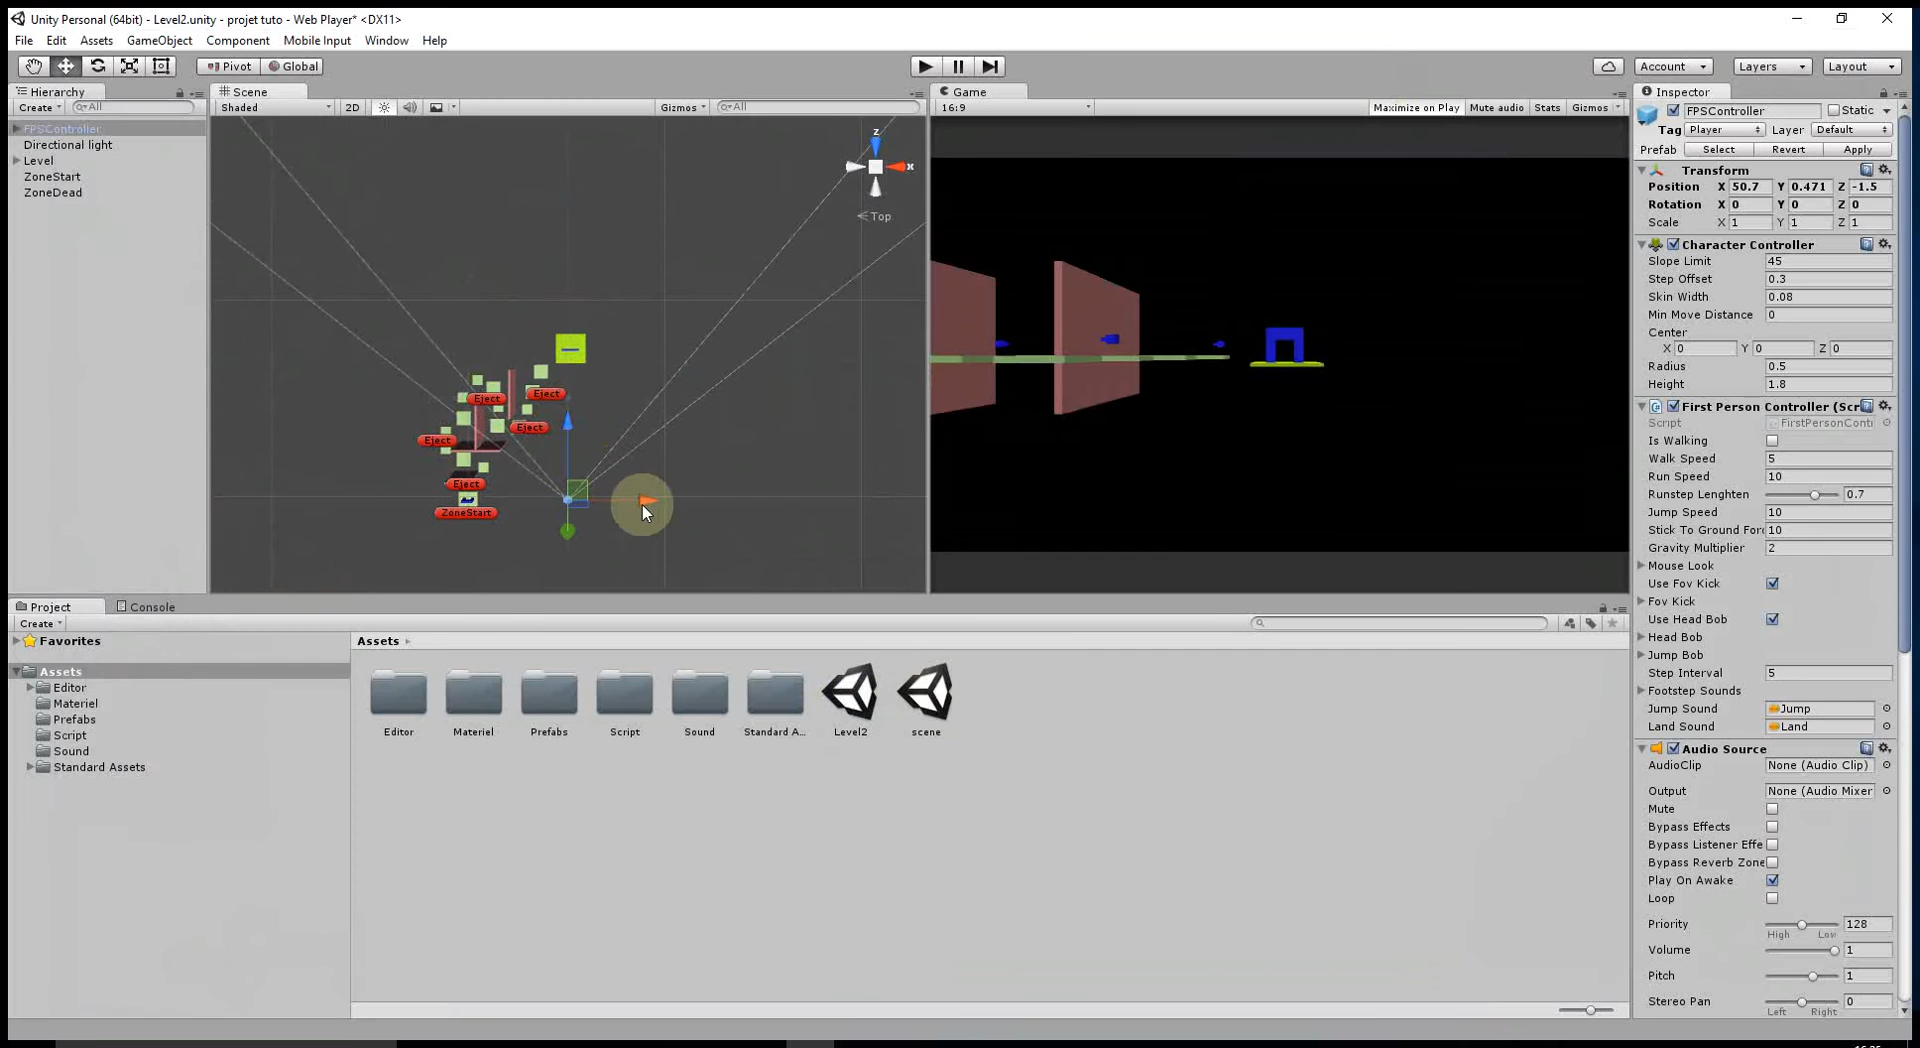 Unity Personal (64bit) - Level2.unity - projet tuto - Web Player* <DX11>
File Edit Assets GameObject Component Mobile Input Window Help
Pivot Global Account Layers Layout
Hierarchy
Create All
FPSController
Directional light
Level
ZoneStart
ZoneDead
Scene
Shaded 2D Gizmos All
z
x
Top
Eject
Eject
Eject
Eject
Eject
ZoneStart
Game
16:9 Maximize on Play Mute audio Stats Gizmos
Inspector
FPSController Static
Tag Player Layer Default
Prefab Select Revert Apply
Transform
Position X 50.7 Y 0.471 Z -1.5
Rotation X 0 Y 0 Z 0
Scale X 1 Y 1 Z 1
Character Controller
Slope Limit 45
Step Offset 0.3
Skin Width 0.08
Min Move Distance 0
Center
X 0 Y 0 Z 0
Radius 0.5
Height 1.8
First Person Controller (Scr
Script FirstPersonConti
Is Walking
Walk Speed 5
Run Speed 10
Runstep Lenghten 0.7
Jump Speed 10
Stick To Ground For 10
Gravity Multiplier 2
Mouse Look
Use Fov Kick
Fov Kick
Use Head Bob
Head Bob
Jump Bob
Step Interval 5
Footstep Sounds
Jump Sound Jump
Land Sound Land
Audio Source
AudioClip None (Audio Clip)
Output None (Audio Mixer
Mute
Bypass Effects
Bypass Listener Effe
Bypass Reverb Zone
Play On Awake
Loop
Priority 128
High Low
Volume 1
Pitch 1
Stereo Pan 0
Left Right
Project Console
Create
Favorites
Assets
Editor
Materiel
Prefabs
Script
Sound
Standard Assets
Assets
Editor Materiel Prefabs Script Sound Standard A... Level2 scene